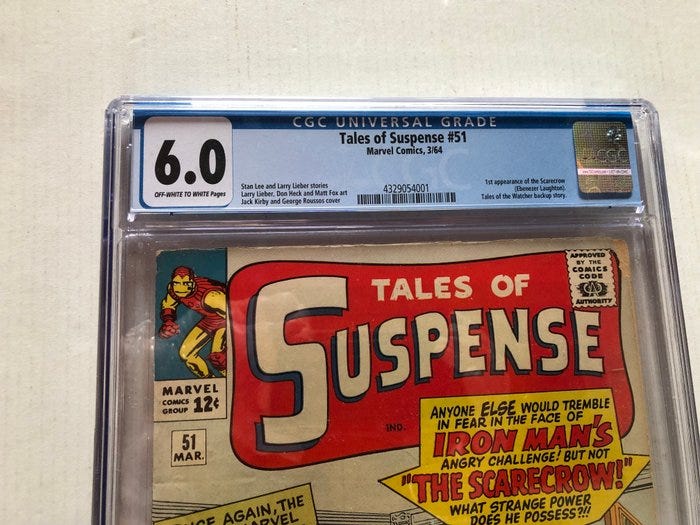 CGC UNIVERSAL GRADE
6.0
OFF-WHITE TO WHITE Pages
Tales of Suspense #51
Marvel Comics, 3/64
Stan Lee and Larry Lieber stories
Larry Lieber, Don Heck and Matt Fox art
Jack Kirby and George Roussos cover
4329054001
1st appearance of the Scarecrow
(Ebenezer Laughton).
Tales of the Watcher backup story.
CGC
APPROVED
BY THE
COMICS
CODE
AUTHORITY
TALES OF
SUSPENSE
MARVEL
COMICS
GROUP
12¢
51
MAR.
IND.
ANYONE ELSE WOULD TREMBLE
IN FEAR IN THE FACE OF
IRON MAN'S
ANGRY CHALLENGE! BUT NOT
"THE SCARECROW!"
WHAT STRANGE POWER
DOES HE POSSESS?!!
AGAIN, THE